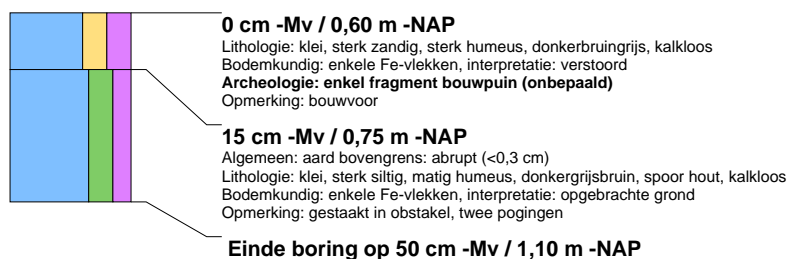 0 cm -Mv / 0,60 m -NAP
Lithologie: klei, sterk zandig, sterk humeus, donkerbruingrijs, kalkloos
Bodemkundig: enkele Fe-vlekken, interpretatie: verstoord
Archeologie: enkel fragment bouwpuin (onbepaald)
Opmerking: bouwvoor
15 cm -Mv / 0,75 m -NAP
Algemeen: aard bovengrens: abrupt (<0,3 cm)
Lithologie: klei, sterk siltig, matig humeus, donkergrijsbruin, spoor hout, kalkloos
Bodemkundig: enkele Fe-vlekken, interpretatie: opgebrachte grond
Opmerking: gestaakt in obstakel, twee pogingen
Einde boring op 50 cm -Mv / 1,10 m -NAP